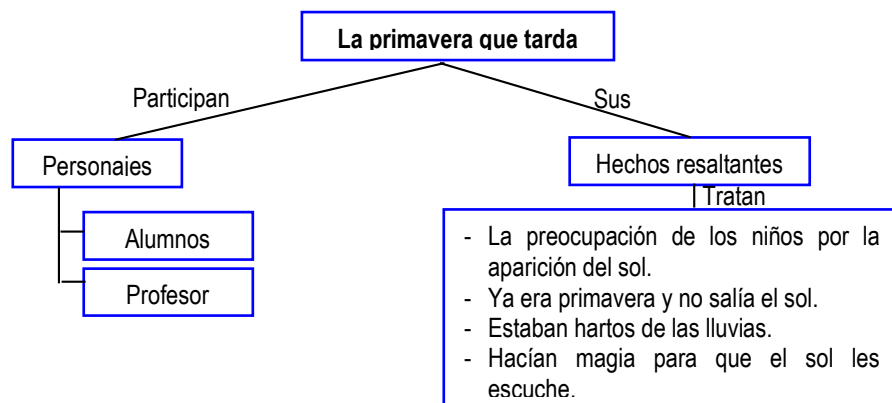 La primavera que tarda
Participan
Sus
Personajes
Hechos resaltantes
Tratan
Alumnos
Profesor
- La preocupación de los niños por la
aparición del sol.
- Ya era primavera y no salía el sol.
- Estaban hartos de las lluvias.
- Hacían magia para que el sol les
escuche.